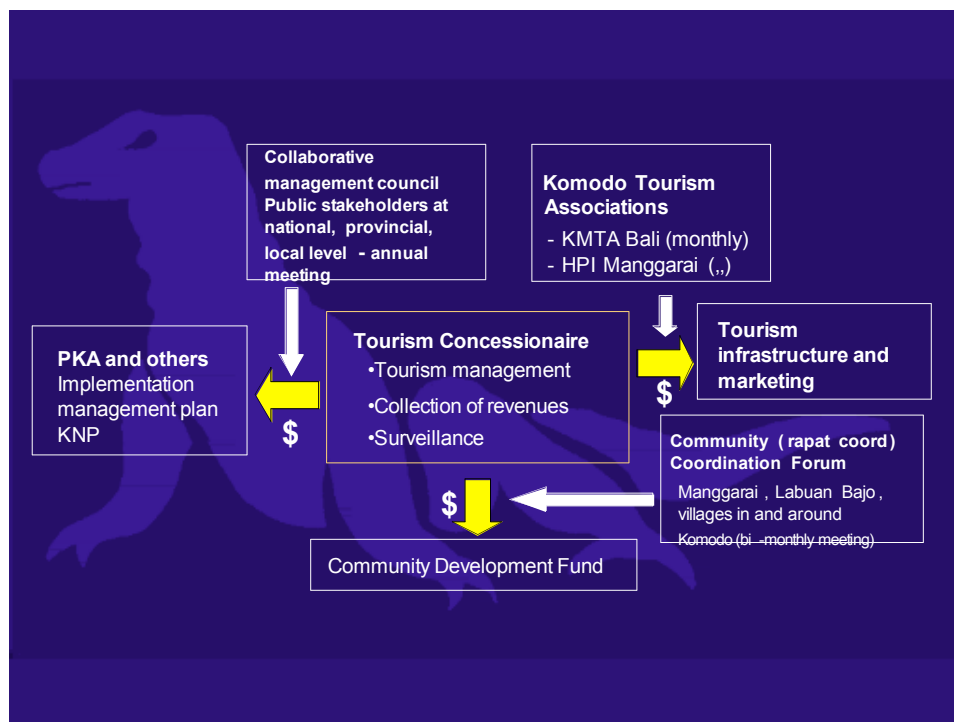 Collaborative
management council
Public stakeholders at
national, provincial,
local level - annual
meeting
Komodo Tourism
Associations
- KMTA Bali (monthly)
- HPI Manggarai (,,)
PKA and others
Implementation
management plan
KNP
$
Tourism Concessionaire
•Tourism management
•Collection of revenues
•Surveillance
$
Tourism
infrastructure and
marketing
Community (rapat coord)
Coordination Forum
Manggarai , Labuan Bajo ,
villages in and around
Komodo (bi -monthly meeting)
$
Community Development Fund